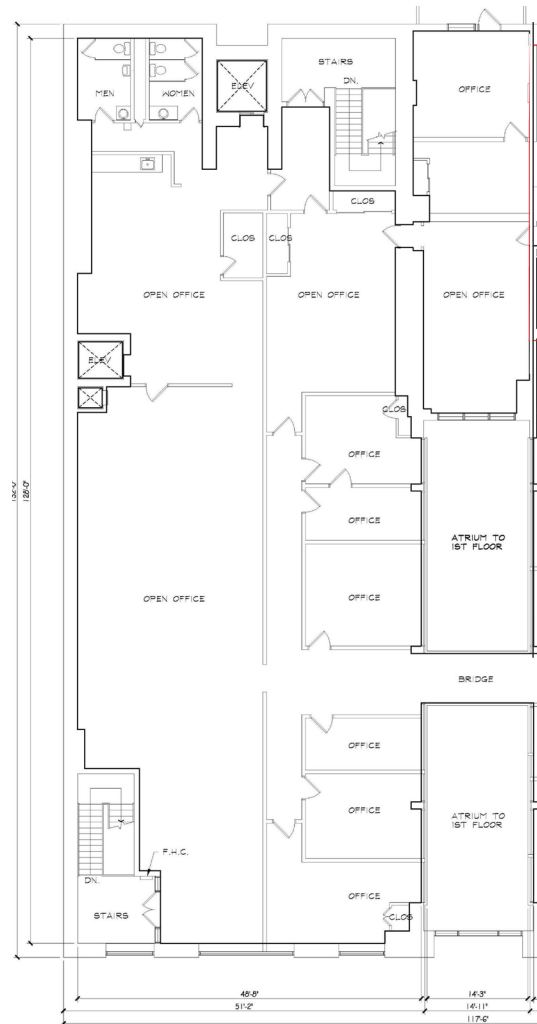 STAIRS
DN.
ELEV
OFFICE
MEN
WOMEN
CLOS
CLOS
CLOS
OPEN OFFICE
OPEN OFFICE
OPEN OFFICE
ELEV
CLOS
OFFICE
OFFICE
ATRIUM TO
1ST FLOOR
OFFICE
OPEN OFFICE
128'-0"
BRIDGE
OFFICE
OFFICE
ATRIUM TO
1ST FLOOR
F.H.C.
DN.
OFFICE
STAIRS
CLOS
48'-8"
14'-3"
51'-2"
14'-11"
117'-6"